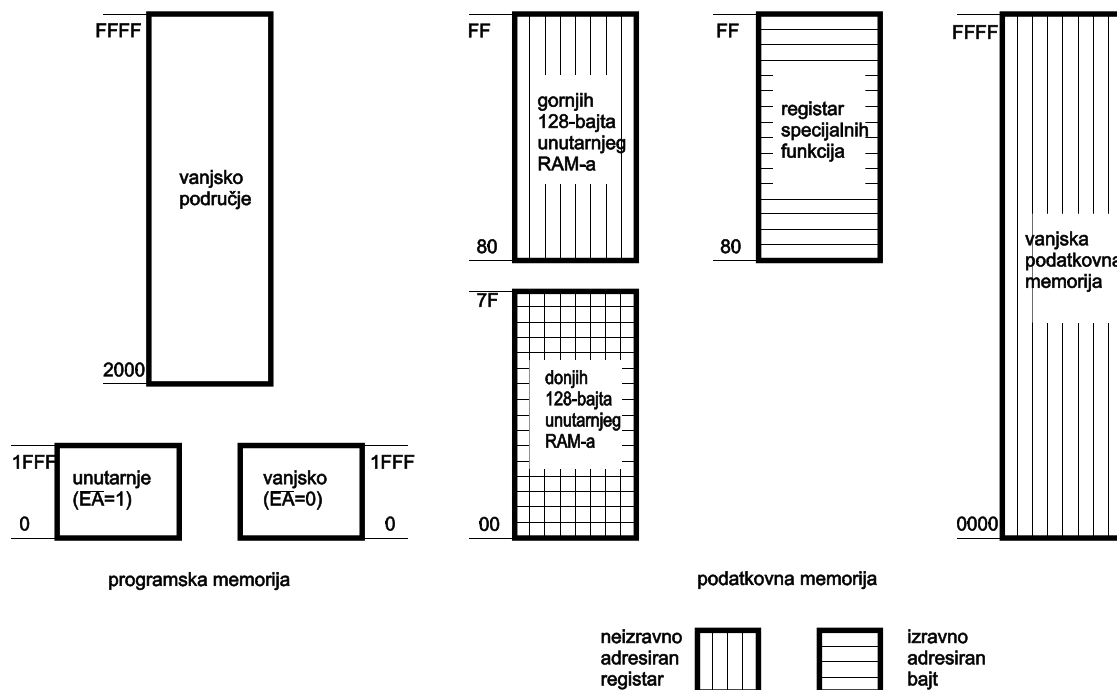 FFFF
vanjsko
područje
2000
1FFF
unutarnje
(E̅A̅=1)
0
vanjsko
(E̅A̅=0)
1FFF
0
programska memorija
FF
gornjih
128-bajta
unutarnjeg
RAM-a
80
7F
donjih
128-bajta
unutarnjeg
RAM-a
00
FF
registar
specijalnih
funkcija
80
FFFF
vanjska
podatkovna
memorija
0000
podatkovna memorija
neizravno
adresiran
registar
izravno
adresiran
bajt